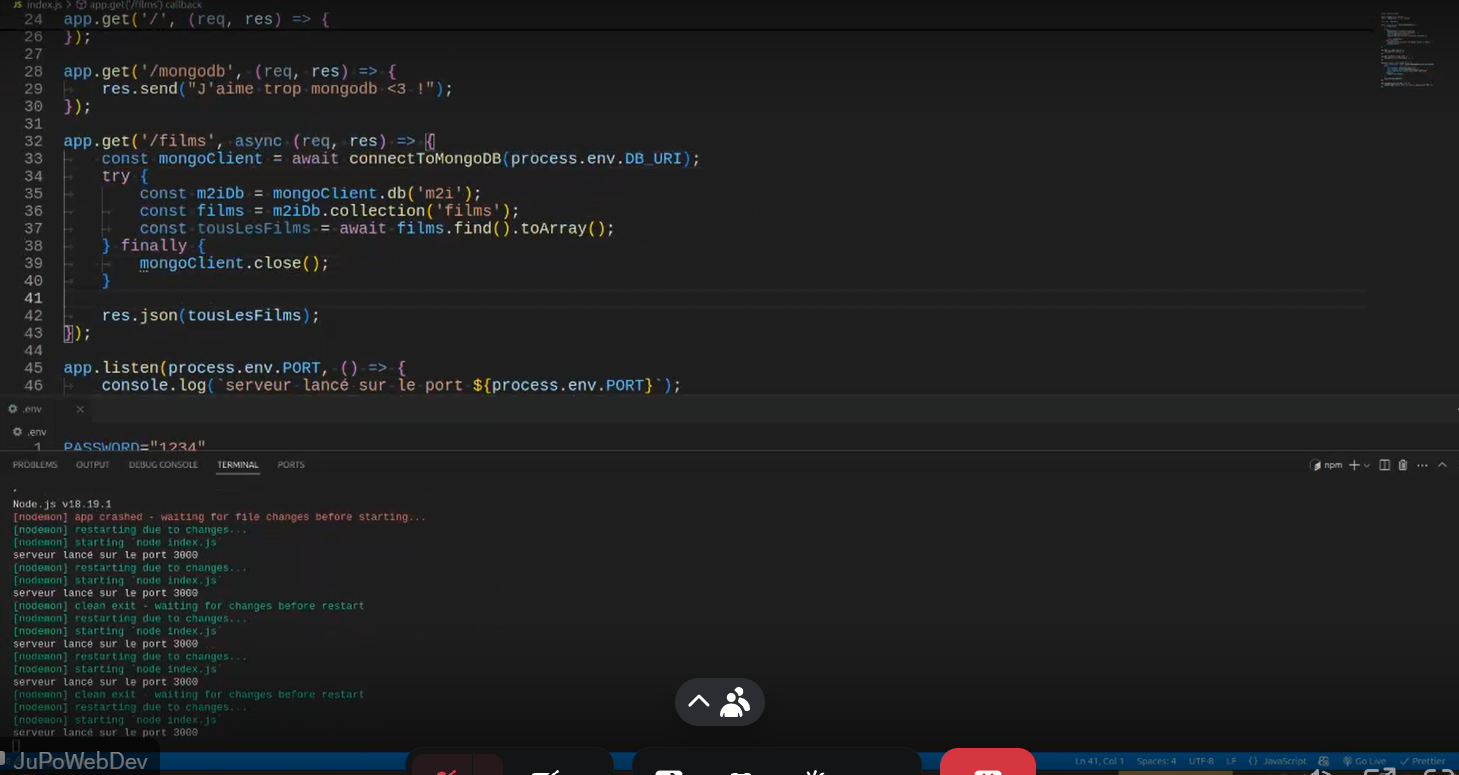 JS index.js > app.get('/films') callback
24 app.get('/', (req, res) => {
26 });
27
28 app.get('/mongodb', (req, res) => {
29 res.send("J'aime trop mongodb <3 !");
30 });
31
32 app.get('/films', async (req, res) => {
33 const mongoClient = await connectToMongoDB(process.env.DB_URI);
34 try {
35 const m2iDb = mongoClient.db('m2i');
36 const films = m2iDb.collection('films');
37 const tousLesFilms = await films.find().toArray();
38 } finally {
39 mongoClient.close();
40 }
41
42 res.json(tousLesFilms);
43 });
44
45 app.listen(process.env.PORT, () => {
46 console.log(`serveur lancé sur le port ${process.env.PORT}`);
.env
.env
1 PASSWORD="1234"
PROBLEMS OUTPUT DEBUG CONSOLE TERMINAL PORTS npm
Node.js v18.19.1
[nodemon] app crashed - waiting for file changes before starting...
[nodemon] restarting due to changes...
[nodemon] starting `node index.js`
serveur lancé sur le port 3000
[nodemon] restarting due to changes...
[nodemon] starting `node index.js`
serveur lancé sur le port 3000
[nodemon] clean exit - waiting for changes before restart
[nodemon] restarting due to changes...
[nodemon] starting `node index.js`
serveur lancé sur le port 3000
[nodemon] restarting due to changes...
[nodemon] starting `node index.js`
serveur lancé sur le port 3000
[nodemon] clean exit - waiting for changes before restart
[nodemon] restarting due to changes...
[nodemon] starting `node index.js`
serveur lancé sur le port 3000
JuPoWebDev
Ln 41, Col 1 Spaces: 4 UTF-8 LF {} JavaScript Go Live Prettier